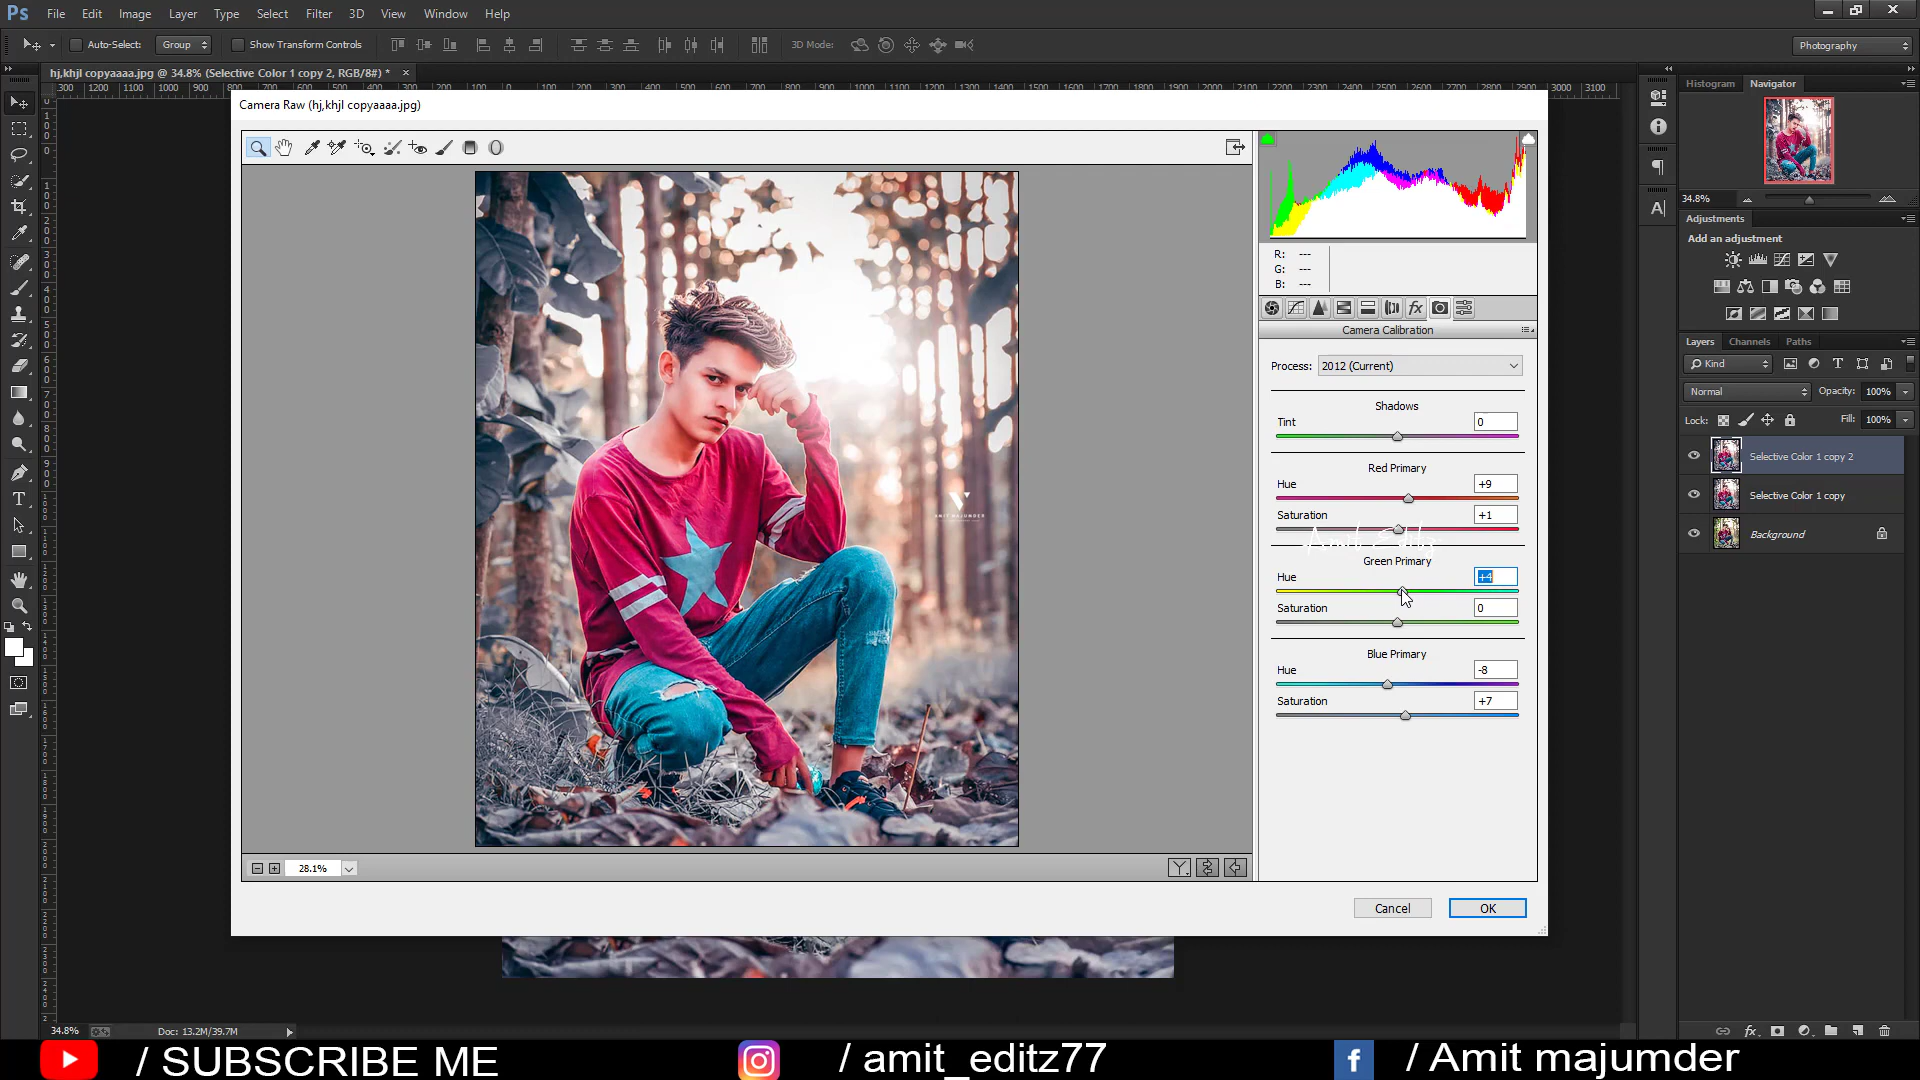 Ps File Edit Image Layer Type Select Filter 3D View Window Help
Auto-Select: Group Show Transform Controls 3D Mode: Photography
hj,khjl copyaaaa.jpg @ 34.8% (Selective Color 1 copy 2, RGB/8#) * ×
Camera Raw (hj,khjl copyaaaa.jpg)
Histogram Navigator
34.8%
R: ---
G: ---
B: ---
Adjustments
Add an adjustment
Camera Calibration
Process: 2012 (Current)
Shadows
Tint 0
Red Primary
Hue +9
Saturation +1
Amit Editz
Green Primary
Hue +4
Saturation 0
Blue Primary
Hue -8
Saturation +7
AMIT MAJUMDER
Layers Channels Paths
Kind
Normal Opacity: 100%
Lock: Fill: 100%
Selective Color 1 copy 2
Selective Color 1 copy
Background
28.1%
Cancel OK
34.8% Doc: 13.2M/39.7M
/ SUBSCRIBE ME / amit_editz77 / Amit majumder